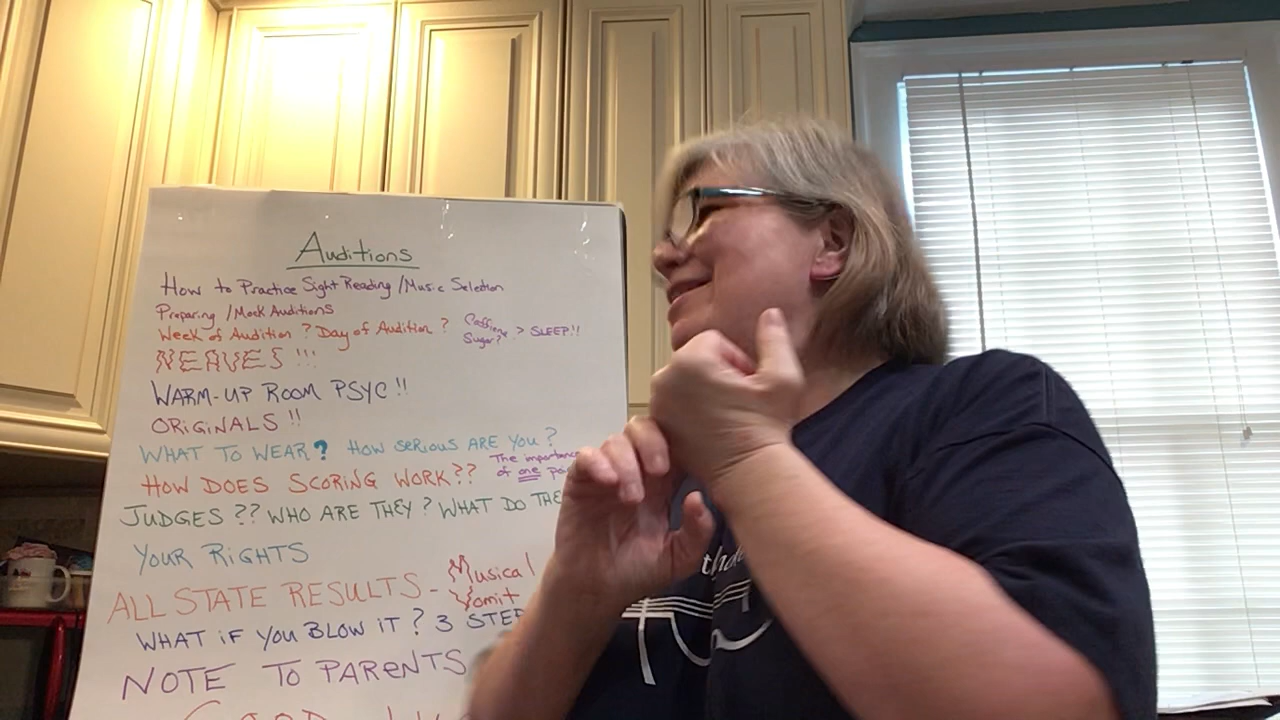 Auditions
How to Practice Sight Reading / Music Selection
Preparing / Mock Auditions
Week of Audition ? Day of Audition ?
Sugar? > SLEEP!!
NERVES !!!
WARM-UP ROOM PSYC !!
ORiGiNALS !!
WHAT TO WEAR? HOW SERIOUS ARE YOU ?
The importance
of one
HOW DOES SCORING WORK??
JUDGES ?? WHO ARE THEY ? WHAT DO THE
YOUR RiGHTS
ALL STATE RESULTS - Musical
Vomit
WHAT iF YOU BLOW IT ? 3 STEP
NOTE TO PARENTS